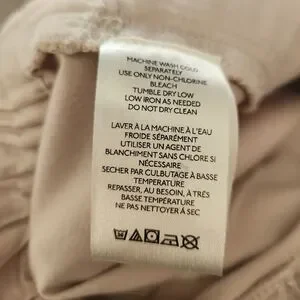 MACHINE WASH COLD
SEPARATELY
USE ONLY NON-CHLORINE
BLEACH
TUMBLE DRY LOW
LOW IRON AS NEEDED
DO NOT DRY CLEAN
LAVER À LA MACHINE À L'EAU
FROIDE SÉPARÉMENT
UTILISER UN AGENT DE
BLANCHIMENT SANS CHLORE SI
NÉCESSAIRE
SECHER PAR CULBUTAGE À BASSE
TEMPERATURE
REPASSER, AU BESOIN, À TRÈS
BASSE TEMPÉRATURE
NE PAS NETTOYER À SEC